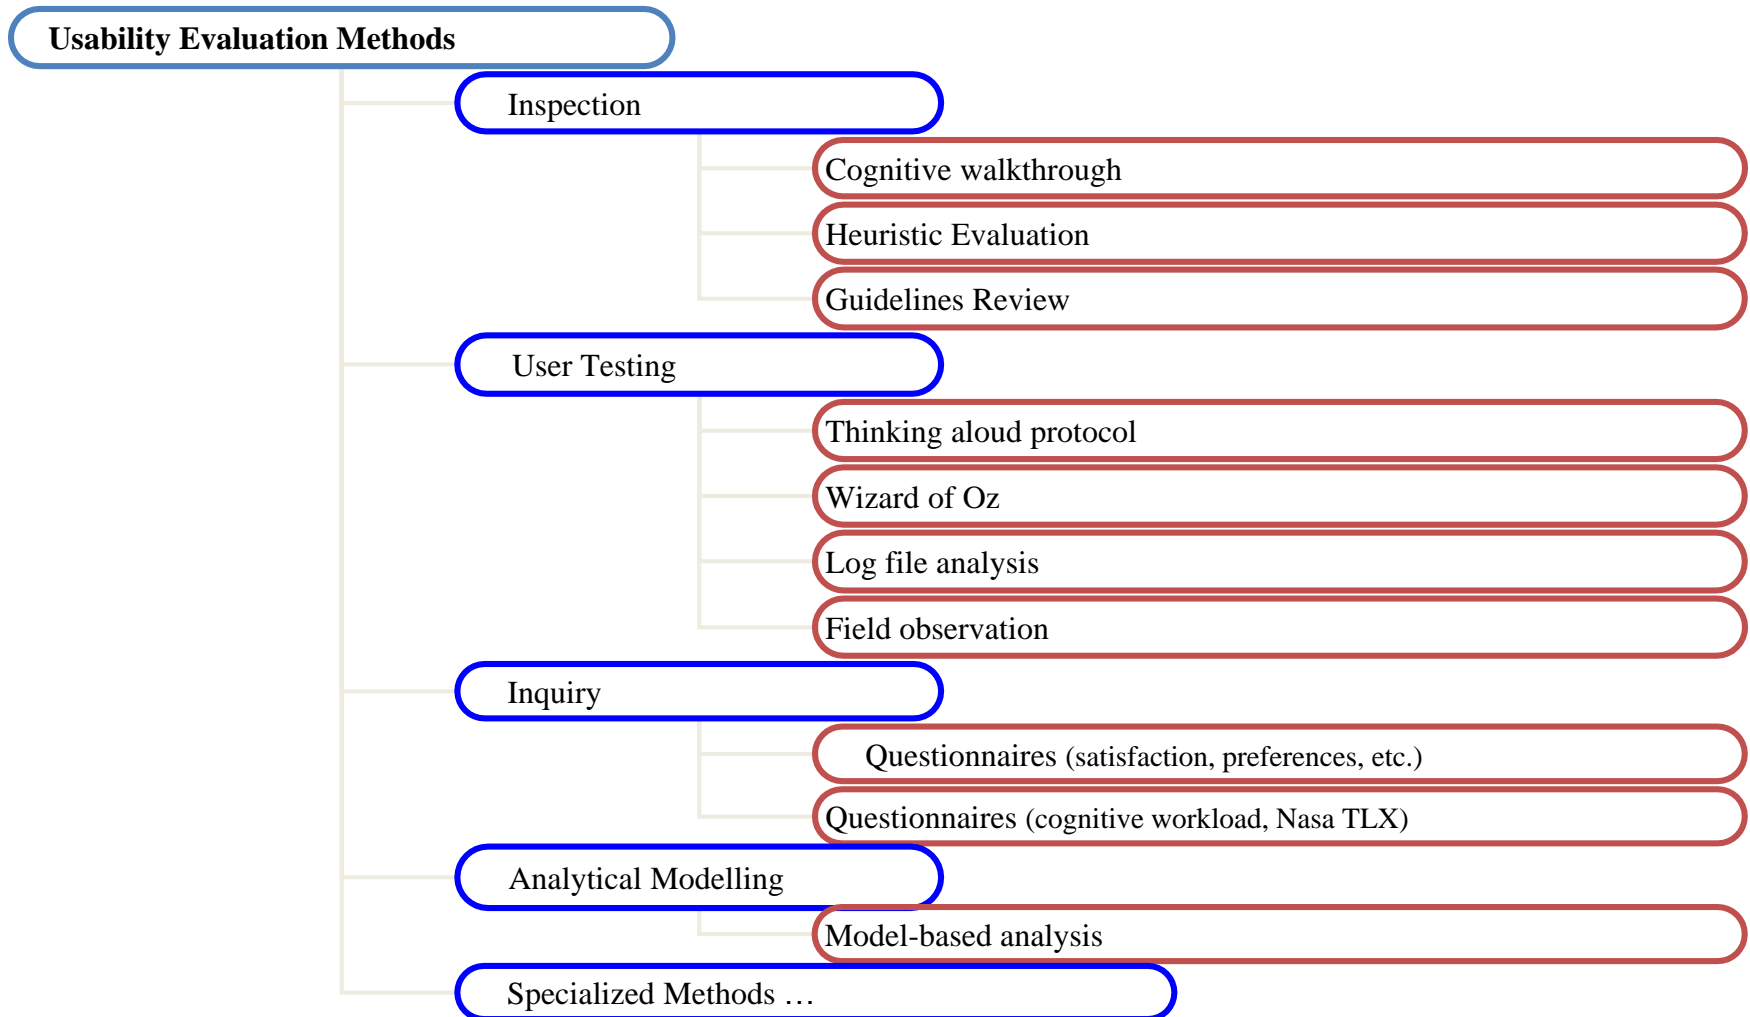 Usability Evaluation Methods
Inspection
Cognitive walkthrough
Heuristic Evaluation
Guidelines Review
User Testing
Thinking aloud protocol
Wizard of Oz
Log file analysis
Field observation
Inquiry
Questionnaires (satisfaction, preferences, etc.)
Questionnaires (cognitive workload, Nasa TLX)
Analytical Modelling
Model-based analysis
Specialized Methods …